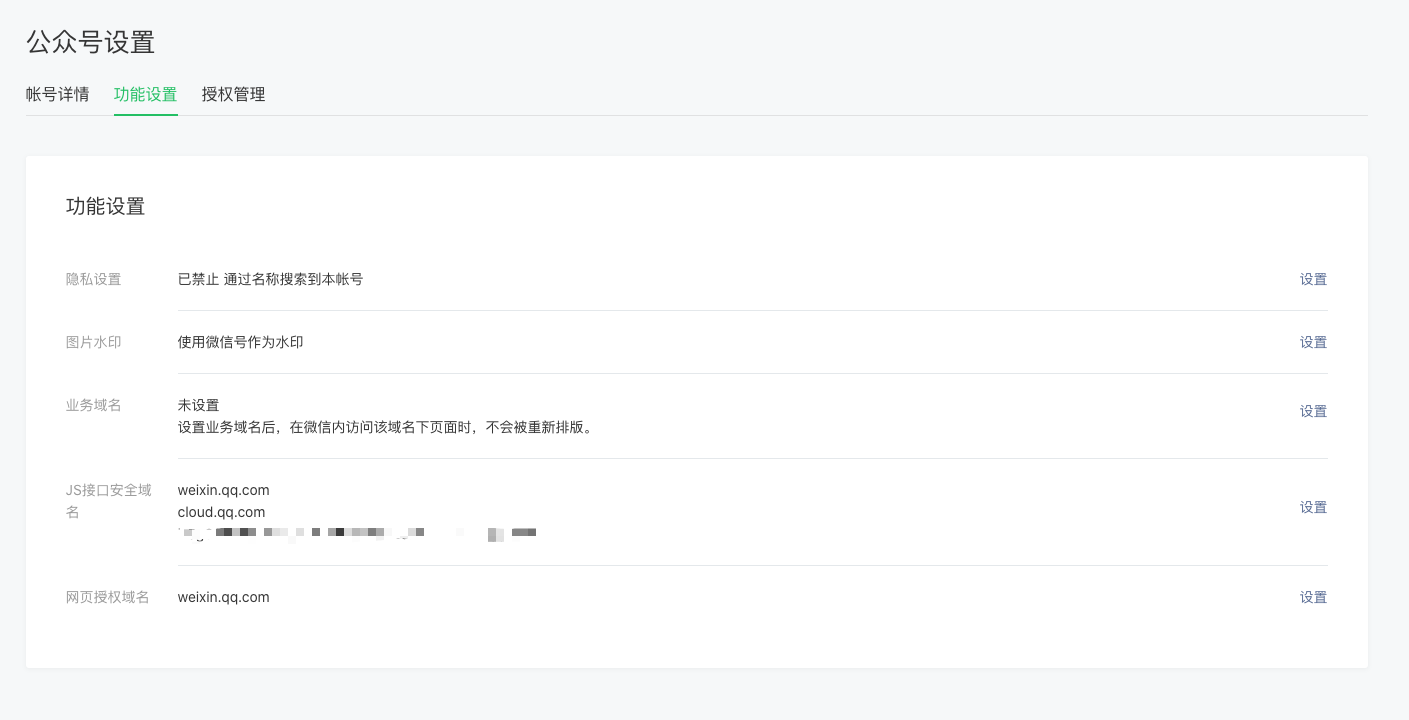 公众号设置
帐号详情 功能设置 授权管理
功能设置
隐私设置 已禁止 通过名称搜索到本帐号 设置
图片水印 使用微信号作为水印 设置
业务域名 未设置 设置
设置业务域名后，在微信内访问该域名下页面时，不会被重新排版。
JS接口安全域 weixin.qq.com
名 cloud.qq.com 设置
网页授权域名 weixin.qq.com 设置